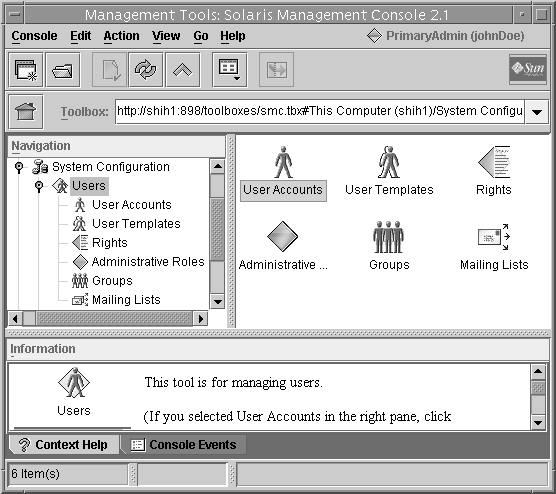 Management Tools: Solaris Management Console 2.1
Console Edit Action View Go Help
PrimaryAdmin (johnDoe)
Sun
Toolbox: http://shih1:898/toolboxes/smc.tbx#This Computer (shih1)/System Configu
Navigation
System Configuration
Users
User Accounts
User Templates
Rights
Administrative Roles
Groups
Mailing Lists
User Accounts
User Templates
Rights
Administrative ...
Groups
Mailing Lists
Information
Users
This tool is for managing users.
(If you selected User Accounts in the right pane, click
Context Help
Console Events
6 Item(s)